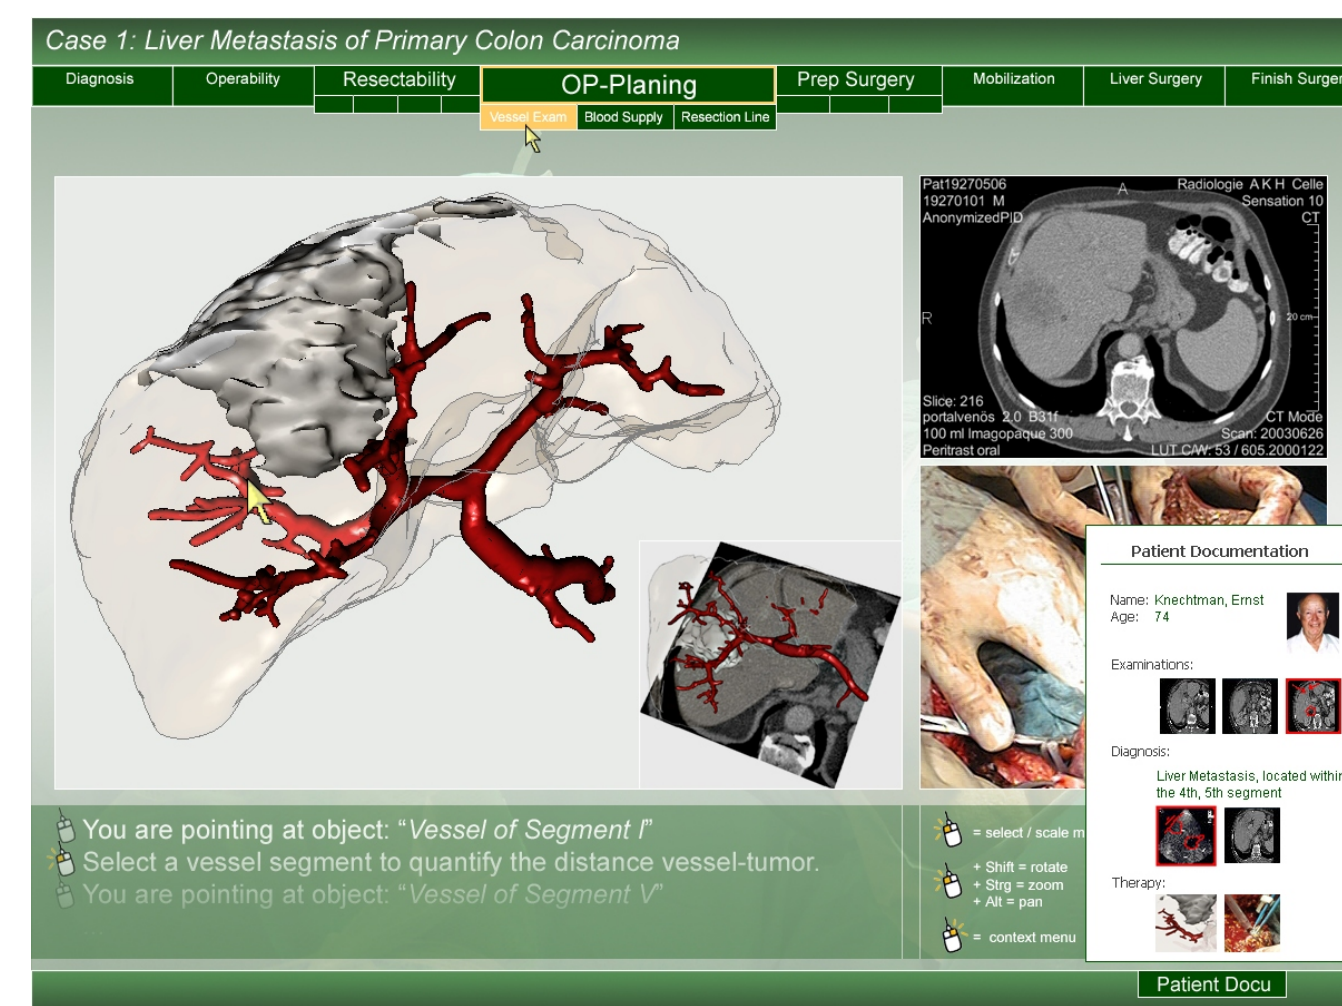 Case 1: Liver Metastasis of Primary Colon Carcinoma
Diagnosis
Operability
Resectability
OP-Planing
Prep Surgery
Mobilization
Liver Surgery
Finish Surger
Vessel Exam
Blood Supply
Resection Line
Pat19270506
19270101 M
AnonymizedPID
A
Radiologie A K H Celle
Sensation 10
CT
R
20 cm
Slice: 216
portalvenös 2.0 B31f
100 ml Imagopaque 300
Peritrast oral
CT Mode
Scan: 20030626
LUT C/W: 53 / 605.2000122
Patient Documentation
Name: Knechtman, Ernst
Age: 74
Examinations:
Diagnosis:
Liver Metastasis, located within
the 4th, 5th segment
Therapy:
You are pointing at object: “Vessel of Segment I”
Select a vessel segment to quantify the distance vessel-tumor.
You are pointing at object: “Vessel of Segment V”
...
= select / scale m
+ Shift = rotate
+ Strg = zoom
+ Alt = pan
= context menu
Patient Docu